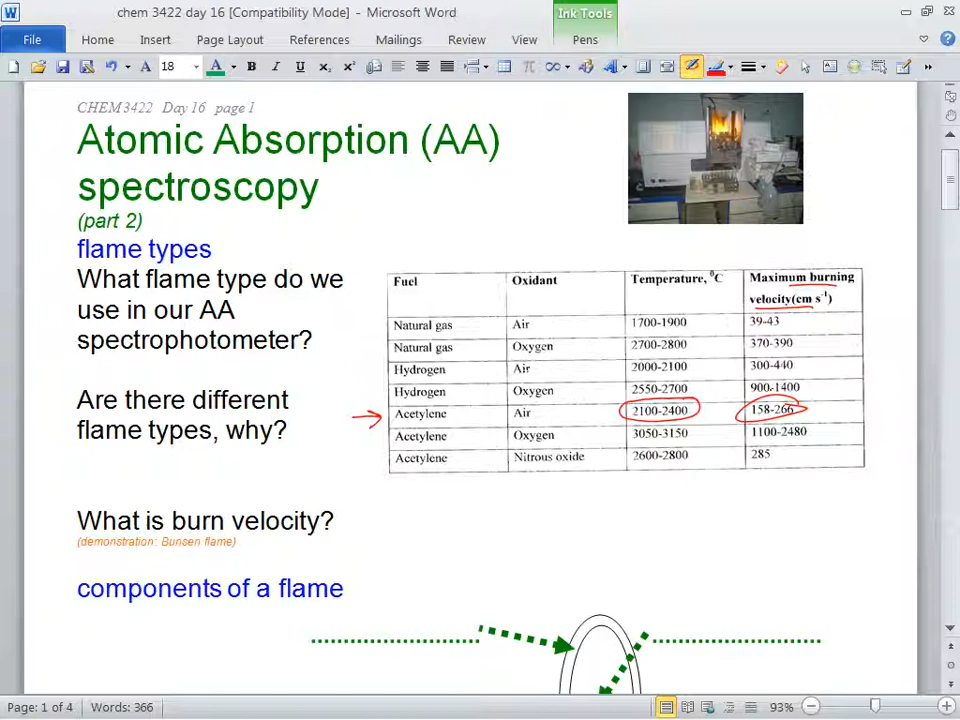 chem 3422 day 16 [Compatibility Mode] - Microsoft Word
Ink Tools
File Home Insert Page Layout References Mailings Review View Pens
18
CHEM3422 Day 16 page 1
Atomic Absorption (AA)
spectroscopy
(part 2)
flame types
What flame type do we
use in our AA
spectrophotometer?
Are there different
flame types, why?
What is burn velocity?
(demonstration: Bunsen flame)
components of a flame
Fuel Oxidant Temperature, ⁰C Maximum burning
velocity(cm s⁻¹)
Natural gas Air 1700-1900 39-43
Natural gas Oxygen 2700-2800 370-390
Hydrogen Air 2000-2100 300-440
Hydrogen Oxygen 2550-2700 900-1400
Acetylene Air 2100-2400 158-266
Acetylene Oxygen 3050-3150 1100-2480
Acetylene Nitrous oxide 2600-2800 285
Page: 1 of 4 Words: 366 93%